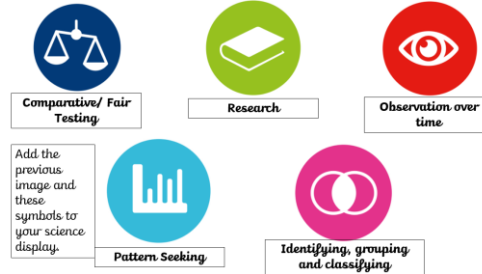 Comparative/ Fair
Testing
Research
Observation over
time
Add the
previous
image and
these
symbols to
your science
display.
Pattern Seeking
Identifying, grouping
and classifying